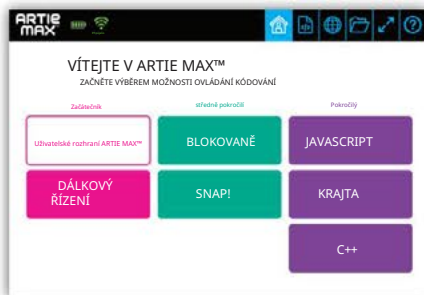 ARTIE
MAX™
VÍTEJTE V ARTIE MAX™
ZAČNĚTE VÝBĚREM MOŽNOSTI OVLÁDÁNÍ KÓDOVÁNÍ
Začátečník
středně pokročilí
Pokročilý
Uživatelské rozhraní ARTIE MAX™
BLOKOVANĚ
JAVASCRIPT
DÁLKOVÝ
ŘÍZENÍ
SNAP!
KRAJTA
C++